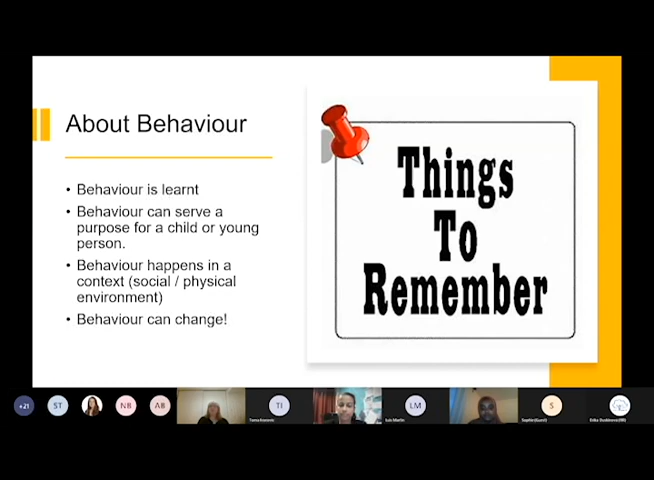 About Behaviour
• Behaviour is learnt
• Behaviour can serve a
purpose for a child or young
person.
• Behaviour happens in a
context (social / physical
environment)
• Behaviour can change!
Things
To
Remember
+21
ST
NB
AB
TI
LM
S